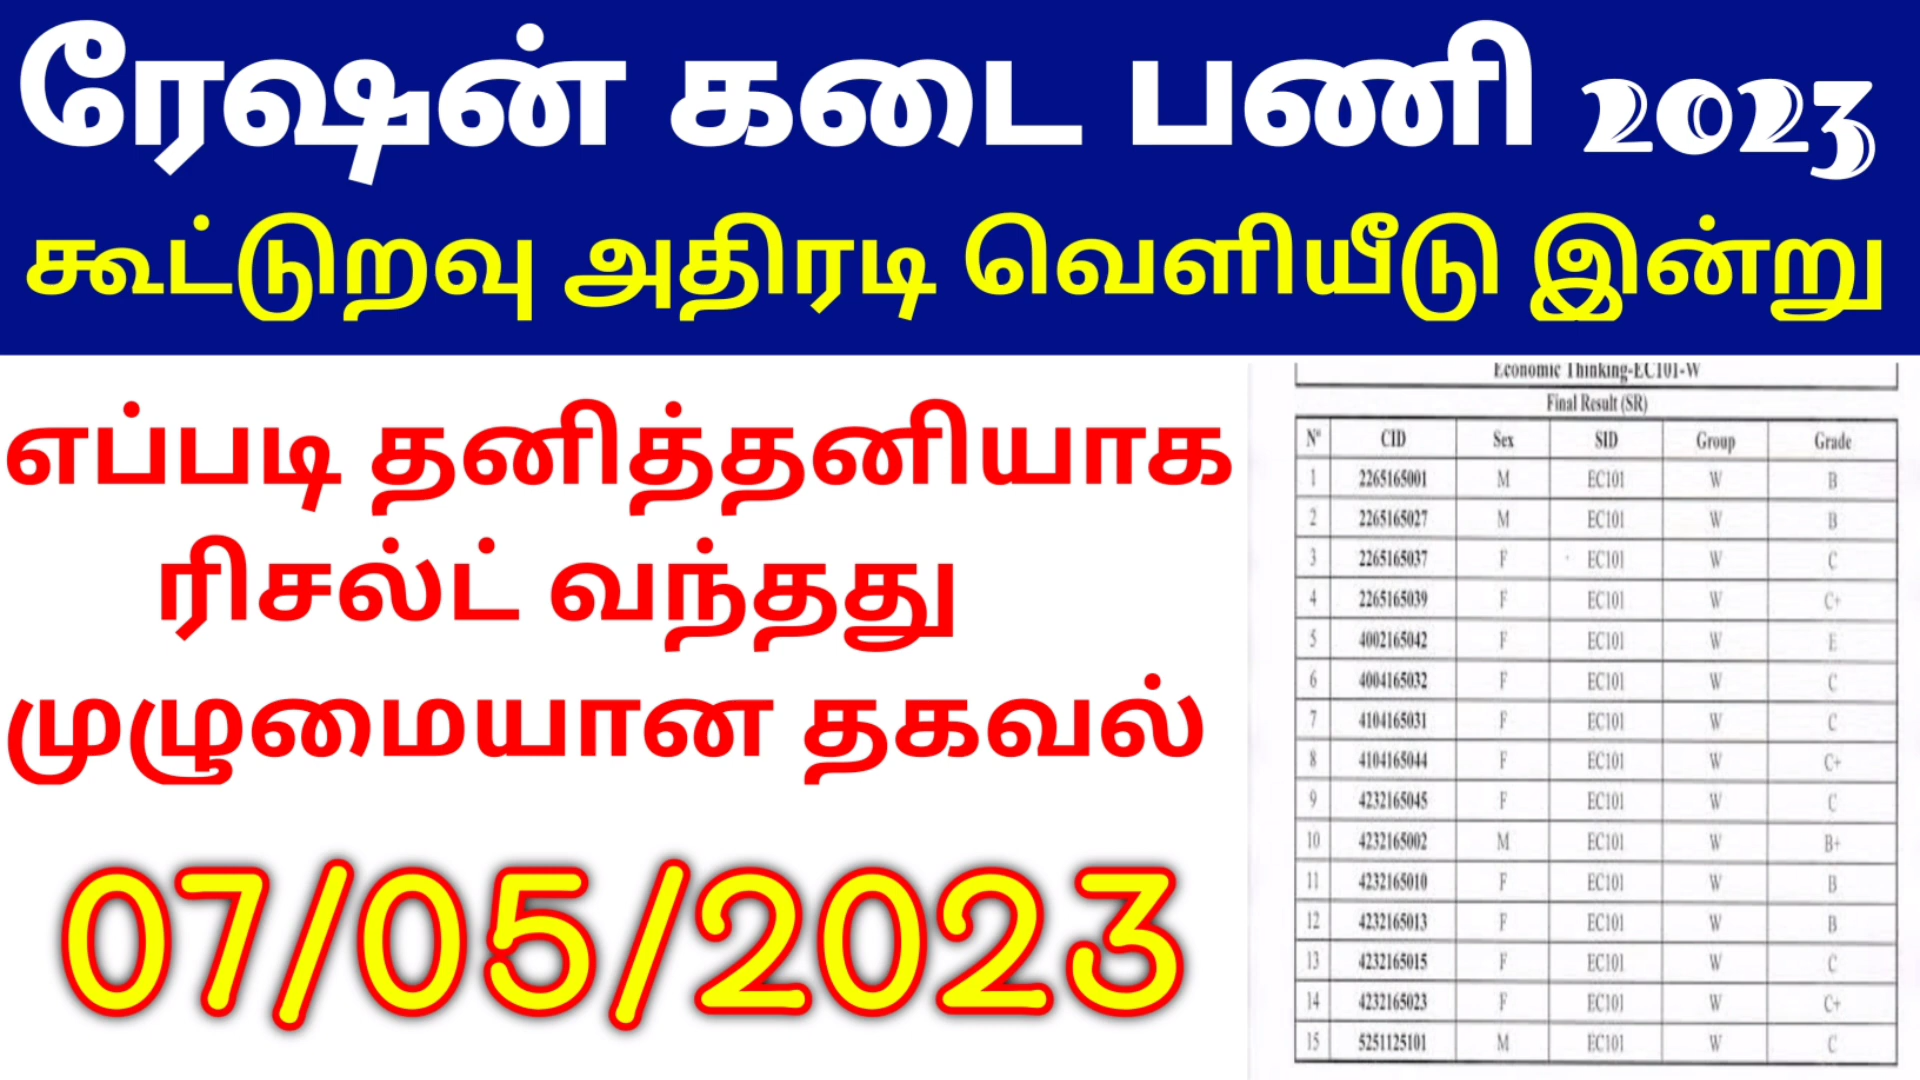 ரேஷன் கடை பணி 2023
கூட்டுறவு அதிரடி வெளியீடு இன்று
எப்படி தனித்தனியாக
ரிசல்ட் வந்தது
முழுமையான தகவல்
07/05/2023
Economic Thinking-EC101-W
Final Result (SR)
Nº CID Sex SID Group Grade
1 2265165001 M EC101 W B
2 2265165027 M EC101 W B
3 2265165037 F EC101 W C
4 2265165039 F EC101 W C+
5 4002165042 F EC101 W E
6 4004165032 F EC101 W C
7 4104165031 F EC101 W C
8 4104165044 F EC101 W C+
9 4232165045 F EC101 W C
10 4232165002 M EC101 W B+
11 4232165010 F EC101 W B
12 4232165013 F EC101 W B
13 4232165015 F EC101 W C
14 4232165023 F EC101 W C+
15 5251125101 M EC101 W C